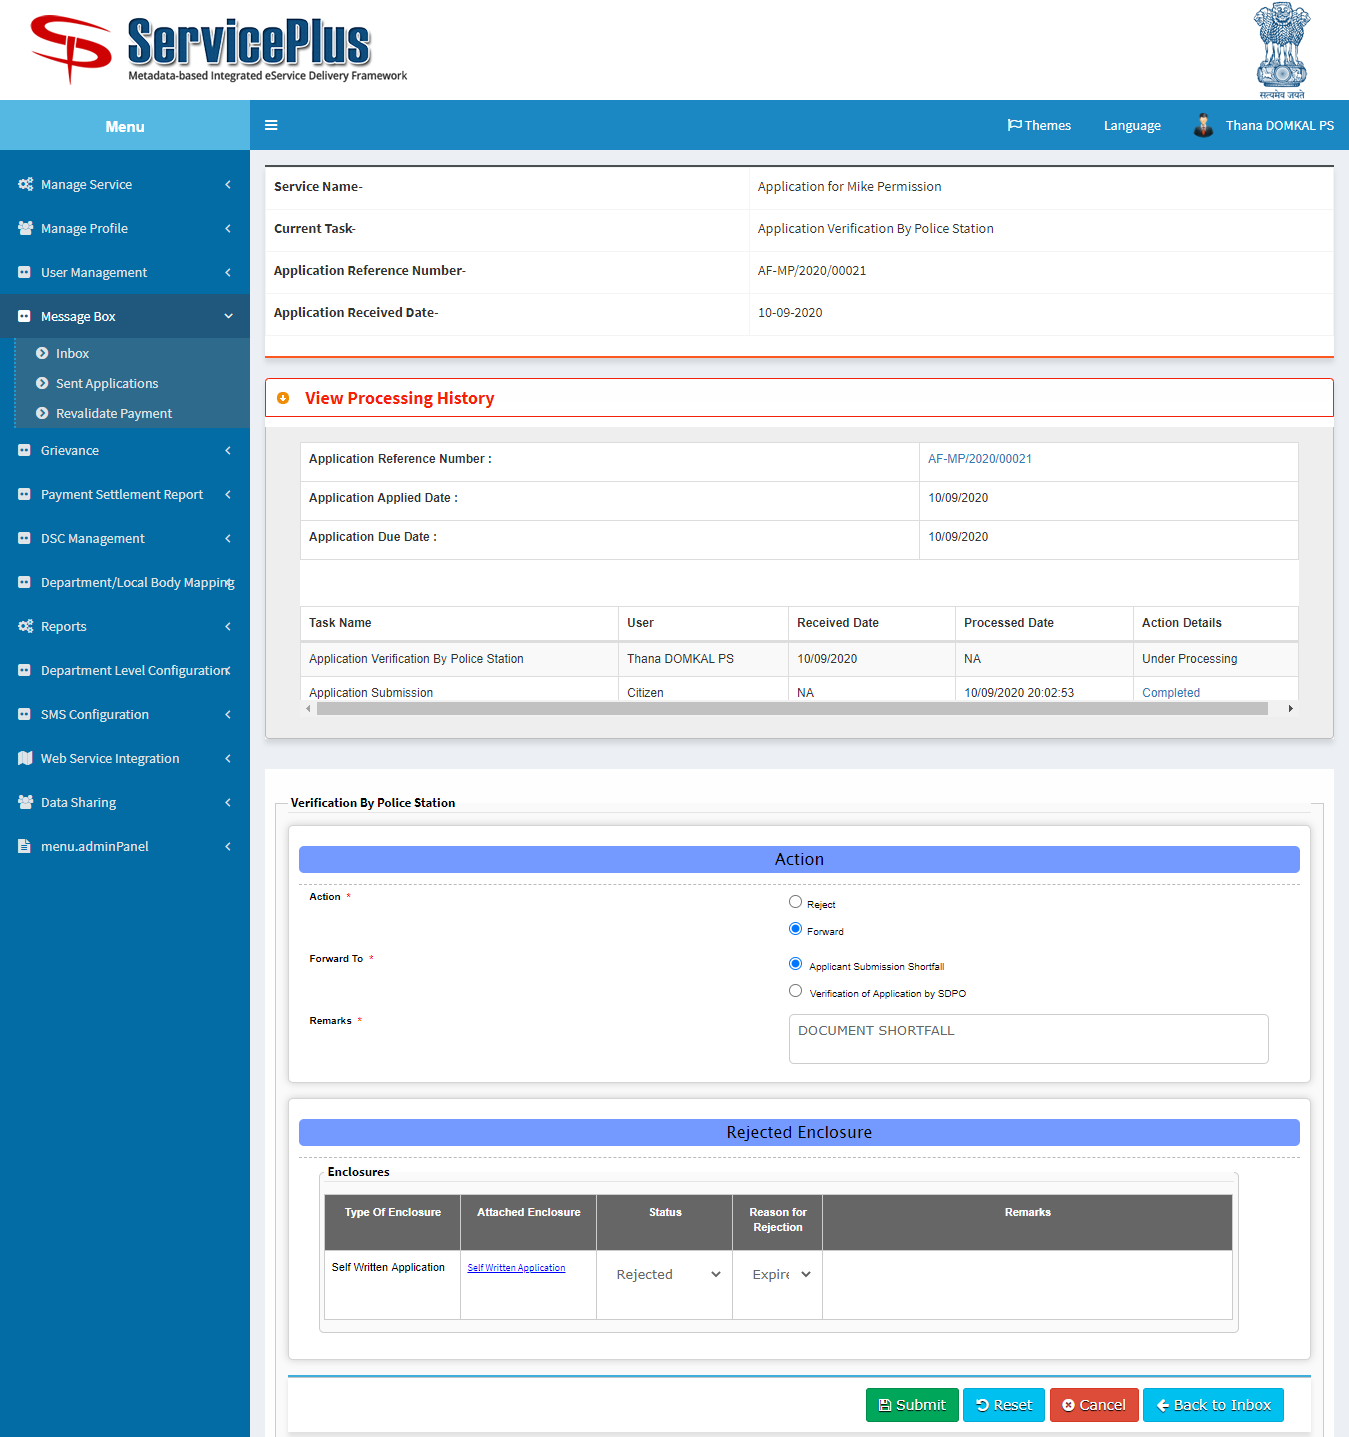 ServicePlus
Metadata-based Integrated eService Delivery Framework
सत्यमेव जयते
Menu
Themes
Language
Thana DOMKAL PS
Manage Service
Manage Profile
User Management
Message Box
Inbox
Sent Applications
Revalidate Payment
Grievance
Payment Settlement Report
DSC Management
Department/Local Body Mapping
Reports
Department Level Configuration
SMS Configuration
Web Service Integration
Data Sharing
menu.adminPanel
Service Name- Application for Mike Permission
Current Task- Application Verification By Police Station
Application Reference Number- AF-MP/2020/00021
Application Received Date- 10-09-2020
View Processing History
Application Reference Number : AF-MP/2020/00021
Application Applied Date : 10/09/2020
Application Due Date : 10/09/2020
Task Name User Received Date Processed Date Action Details
Application Verification By Police Station Thana DOMKAL PS 10/09/2020 NA Under Processing
Application Submission Citizen NA 10/09/2020 20:02:53 Completed
Verification By Police Station
Action
Action *
Reject
Forward
Forward To *
Applicant Submission Shortfall
Verification of Application by SDPO
Remarks *
DOCUMENT SHORTFALL
Rejected Enclosure
Enclosures
Type Of Enclosure Attached Enclosure Status Reason for Rejection Remarks
Self Written Application Self Written Application Rejected Expire
Submit Reset Cancel Back to Inbox